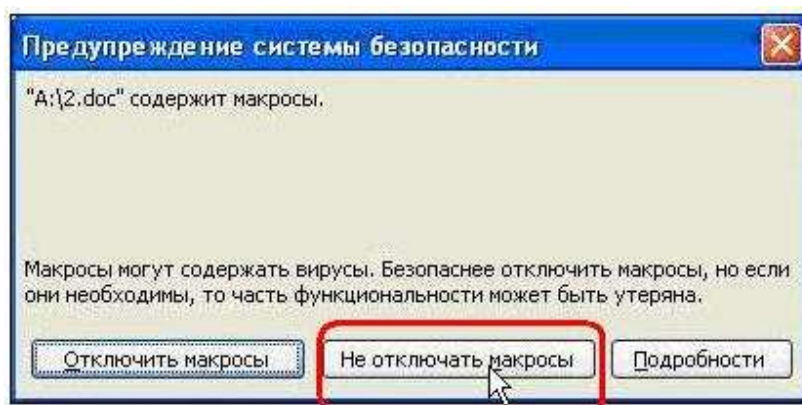 Предупреждение системы безопасности
"A:\2.doc" содержит макросы.
Макросы могут содержать вирусы. Безопаснее отключить макросы, но если
они необходимы, то часть функциональности может быть утеряна.
Отключить макросы Не отключать макросы Подробности